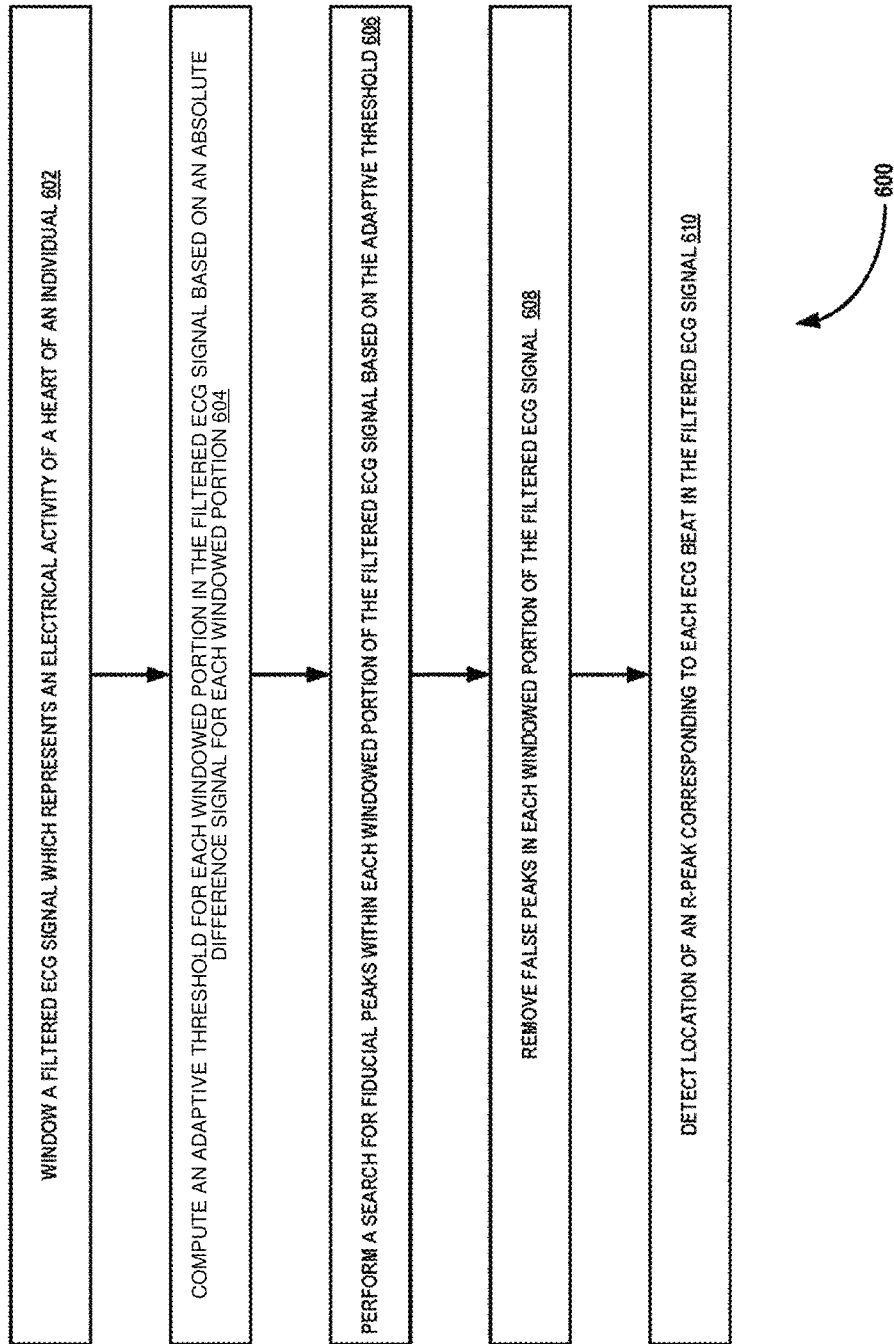 WINDOW A FILTERED ECG SIGNAL WHICH REPRESENTS AN ELECTRICAL ACTIVITY OF A HEART OF AN INDIVIDUAL 602
COMPUTE AN ADAPTIVE THRESHOLD FOR EACH WINDOWED PORTION IN THE FILTERED ECG SIGNAL BASED ON AN ABSOLUTE
DIFFERENCE SIGNAL FOR EACH WINDOWED PORTION 604
PERFORM A SEARCH FOR FIDUCIAL PEAKS WITHIN EACH WINDOWED PORTION OF THE FILTERED ECG SIGNAL BASED ON THE ADAPTIVE THRESHOLD 606
REMOVE FALSE PEAKS IN EACH WINDOWED PORTION OF THE FILTERED ECG SIGNAL 608
DETECT LOCATION OF AN R-PEAK CORRESPONDING TO EACH ECG BEAT IN THE FILTERED ECG SIGNAL 610
600